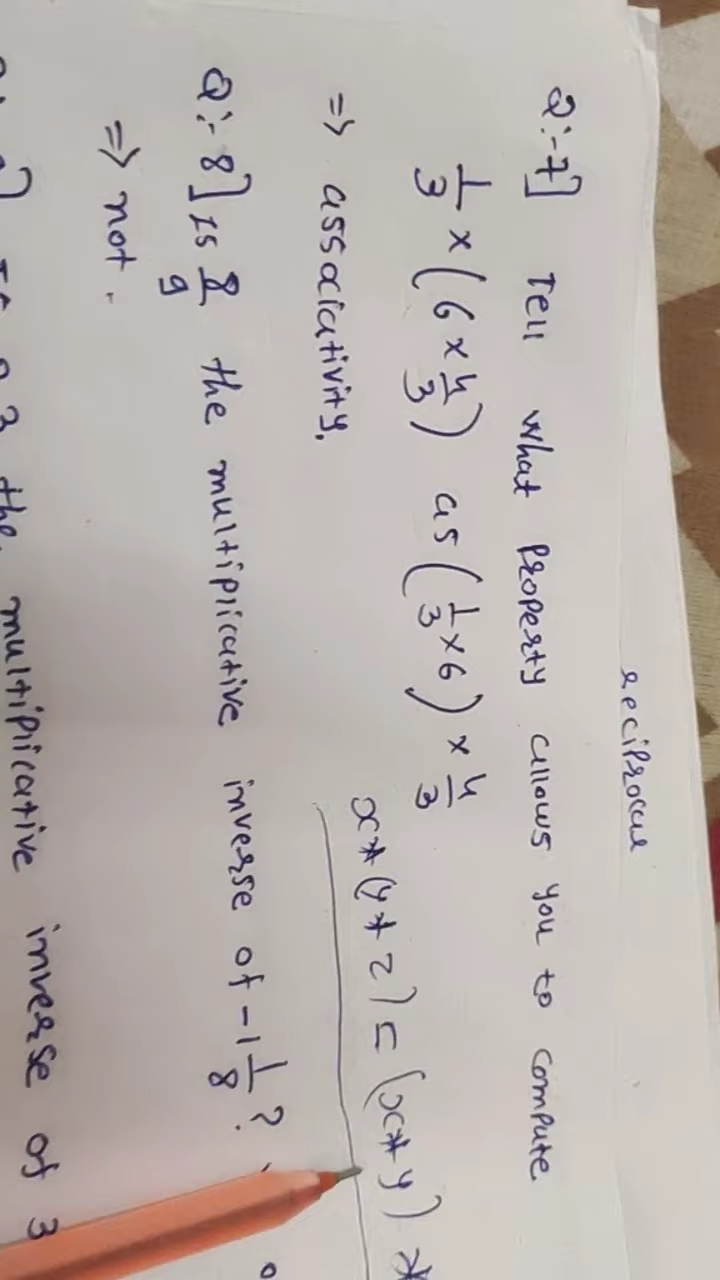 reciprocal
Q:-7] Tell what property allows you to compute
1/3 × (6 × 4/3) as (1/3 × 6) × 4/3
x * (y * z) = (x * y) *
=> associativity.
Q:-8] Is 8/9 the multiplicative inverse of -1 1/8 ?
=> not.
the multiplicative inverse of 3